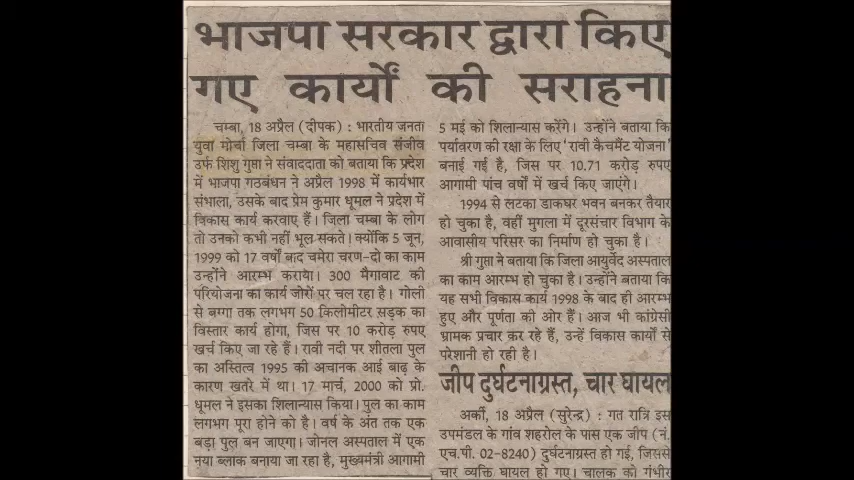 भाजपा सरकार द्वारा किए
गए कार्यों की सराहना
चम्बा, 18 अप्रैल (दीपक) : भारतीय जनता
युवा मोर्चा जिला चम्बा के महासचिव संजीव
उर्फ शिशु गुप्ता ने संवाददाता को बताया कि प्रदेश
में भाजपा गठबंधन ने अप्रैल 1998 में कार्यभार
संभाला, उसके बाद प्रेम कुमार धूमल ने प्रदेश में
विकास कार्य करवाए हैं। जिला चम्बा के लोग
तो उनको कभी नहीं भूल सकते। क्योंकि 5 जून,
1999 को 17 वर्षों बाद चमेरा चरण-दो का काम
उन्होंने आरम्भ कराया। 300 मैगावाट की
परियोजना का कार्य जोरों पर चल रहा है। गोली
से बग्गा तक लगभग 50 किलोमीटर सड़क का
विस्तार कार्य होगा, जिस पर 10 करोड़ रुपए
खर्च किए जा रहे हैं। रावी नदी पर शीतला पुल
का अस्तित्व 1995 की अचानक आई बाढ़ के
कारण खतरे में था। 17 मार्च, 2000 को प्रो.
धूमल ने इसका शिलान्यास किया। पुल का काम
लगभग पूरा होने को है। वर्ष के अंत तक एक
बड़ा पुल बन जाएगा। जोनल अस्पताल में एक
नया ब्लाक बनाया जा रहा है, मुख्यमंत्री आगामी
5 मई को शिलान्यास करेंगे। उन्होंने बताया कि
पर्यावरण की रक्षा के लिए 'रावी कैचमैंट योजना'
बनाई गई है, जिस पर 10.71 करोड़ रुपए
आगामी पांच वर्षों में खर्च किए जाएंगे।
1994 से लटका डाकघर भवन बनकर तैयार
हो चुका है, वहीं मुगला में दूरसंचार विभाग के
आवासीय परिसर का निर्माण हो चुका है।
श्री गुप्ता ने बताया कि जिला आयुर्वेद अस्पताल
का काम आरम्भ हो चुका है। उन्होंने बताया कि
यह सभी विकास कार्य 1998 के बाद ही आरम्भ
हुए और पूर्णता की ओर हैं। आज भी कांग्रेसी
भ्रामक प्रचार कर रहे हैं, उन्हें विकास कार्यों से
परेशानी हो रही है।
जीप दुर्घटनाग्रस्त, चार घायल
अर्की, 18 अप्रैल (सुरेन्द्र) : गत रात्रि इस
उपमंडल के गांव शहरोल के पास एक जीप (नं.
एच.पी. 02-8240) दुर्घटनाग्रस्त हो गई, जिससे
चार व्यक्ति घायल हो गए। चालक को गंभीर